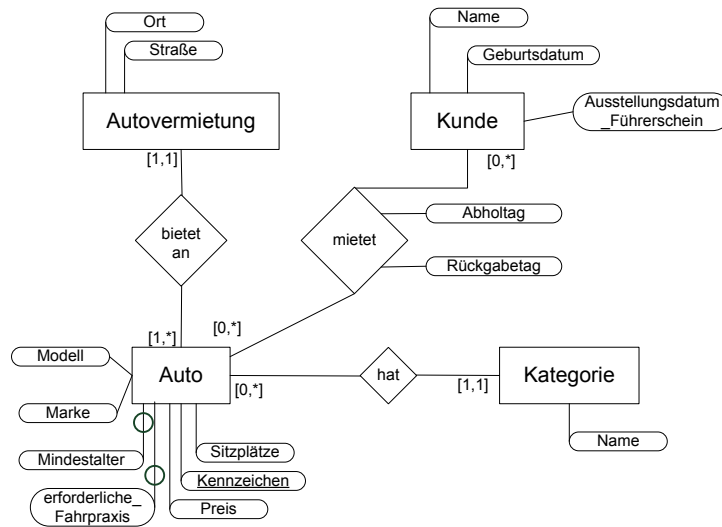 Ort
Straße
Name
Geburtsdatum
Autovermietung
Kunde
Ausstellungsdatum
_Führerschein
[1,1]
[0,*]
bietet
an
mietet
Abholtag
Rückgabetag
[1,*]
[0,*]
Modell
Auto
hat
Kategorie
[0,*]
[1,1]
Marke
Name
Mindestalter
Sitzplätze
Kennzeichen
erforderliche_
Fahrpraxis
Preis